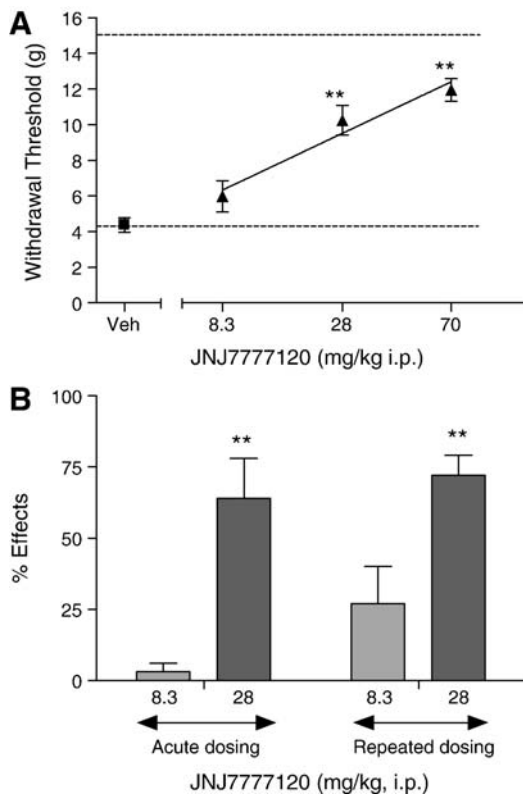 A
Withdrawal Threshold (g)
16
14
12
10
8
6
4
2
0
**
**
Veh
8.3
28
70
JNJ7777120 (mg/kg i.p.)
B
% Effects
100
75
50
25
0
**
**
8.3
28
8.3
28
Acute dosing
Repeated dosing
JNJ7777120 (mg/kg, i.p.)